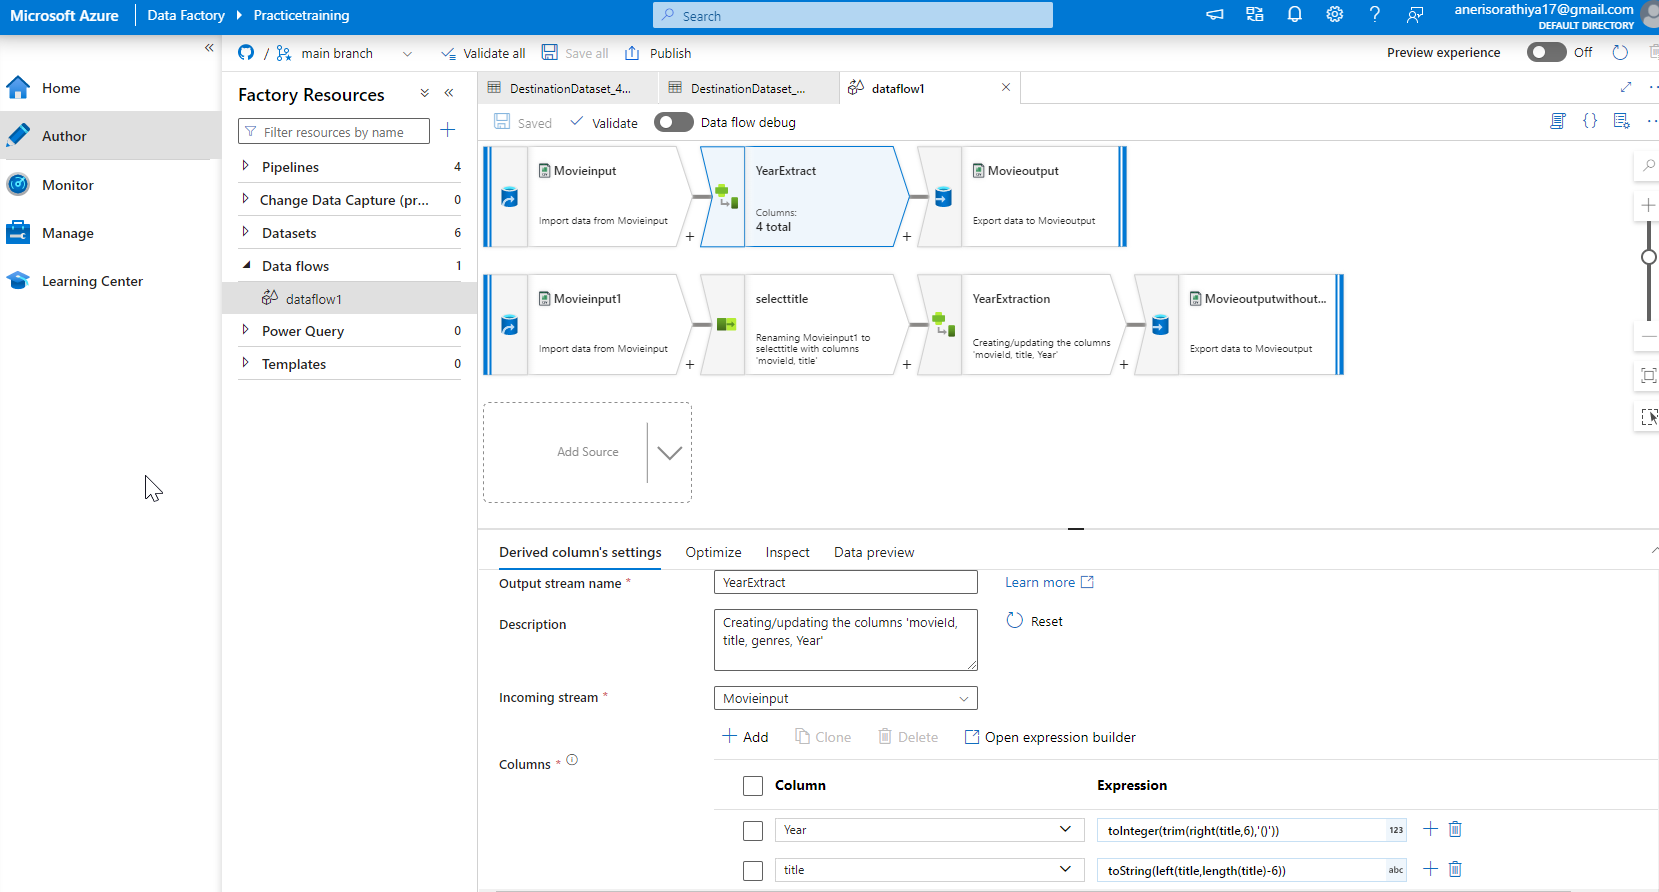 Microsoft Azure
Data Factory
Practicetraining
Search
anerisorathiya17@gmail.com
DEFAULT DIRECTORY
Home
Author
Monitor
Manage
Learning Center
/ main branch
Validate all
Save all
Publish
Preview experience
Off
Factory Resources
Filter resources by name
Pipelines 4
Change Data Capture (pr... 0
Datasets 6
Data flows 1
dataflow1
Power Query 0
Templates 0
DestinationDataset_4...
DestinationDataset_...
dataflow1
Saved
Validate
Data flow debug
Movieinput
Import data from Movieinput
+
YearExtract
Columns:
4 total
+
Movieoutput
Export data to Movieoutput
Movieinput1
Import data from Movieinput
+
selecttitle
Renaming Movieinput1 to
selecttitle with columns
'movieId, title'
+
YearExtraction
Creating/updating the columns
'movieId, title, Year'
+
Movieoutputwithout...
Export data to Movieoutput
Add Source
Derived column's settings
Optimize
Inspect
Data preview
Output stream name *
YearExtract
Learn more
Description
Creating/updating the columns 'movieId,
title, genres, Year'
Reset
Incoming stream *
Movieinput
Add
Clone
Delete
Open expression builder
Columns *
Column
Expression
Year
toInteger(trim(right(title,6),'()'))
123
title
toString(left(title,length(title)-6))
abc